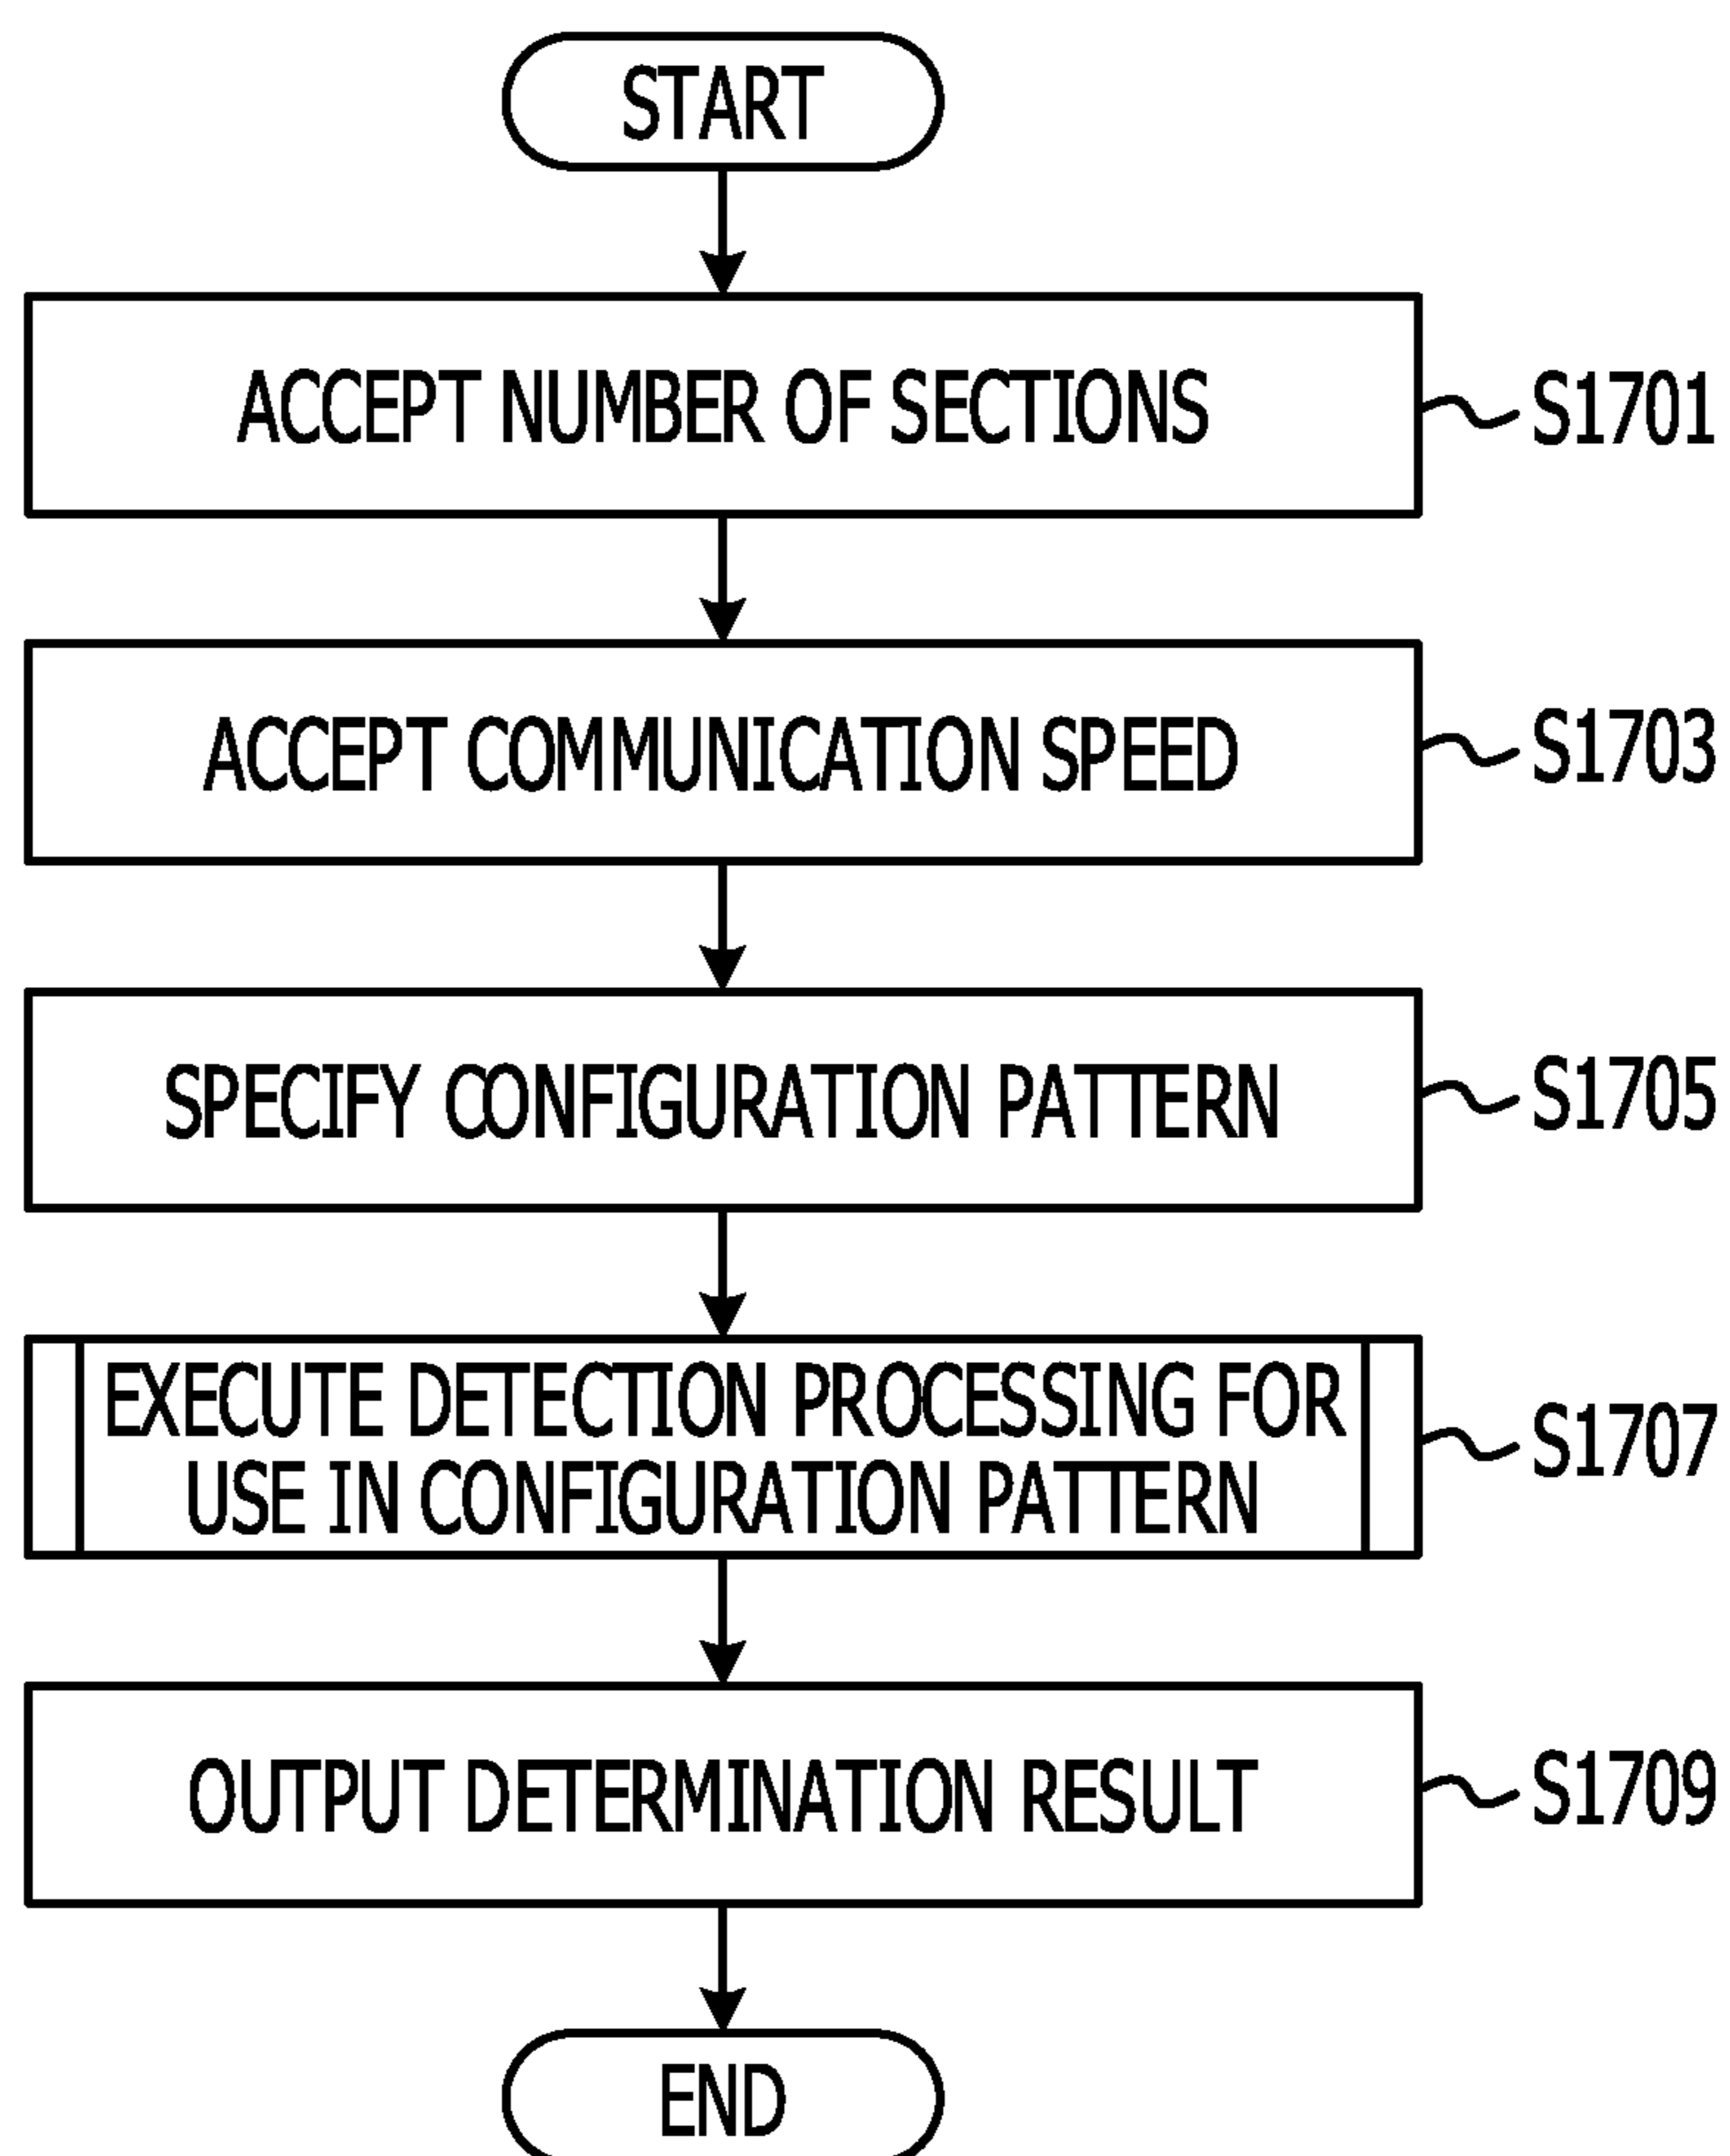 START
ACCEPT NUMBER OF SECTIONS
S1701
ACCEPT COMMUNICATION SPEED
S1703
SPECIFY CONFIGURATION PATTERN
S1705
EXECUTE DETECTION PROCESSING FOR
USE IN CONFIGURATION PATTERN
S1707
OUTPUT DETERMINATION RESULT
S1709
END